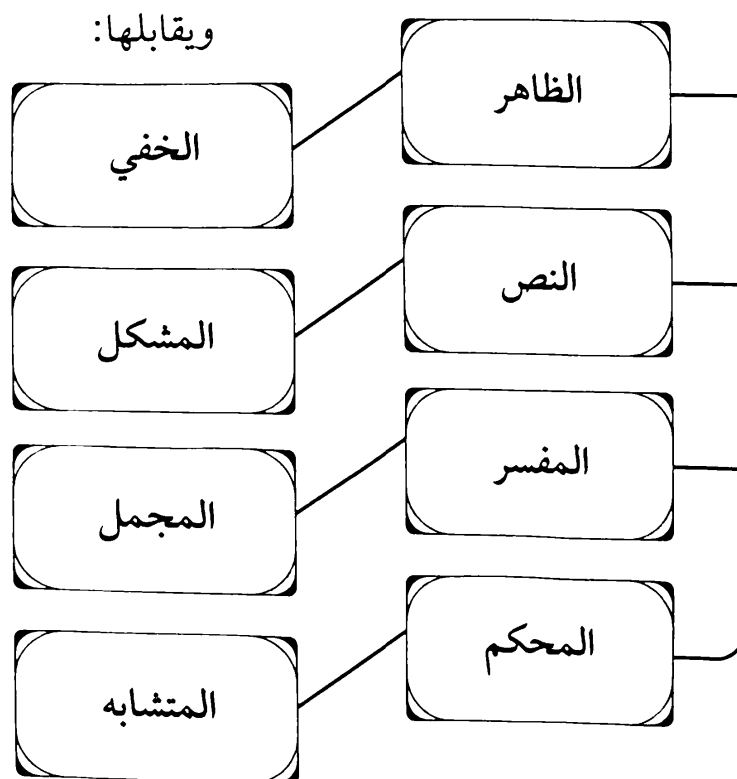 ويقابلها:
الظاهر
الخفي
النص
المشكل
المفسر
المجمل
المحكم
المتشابه